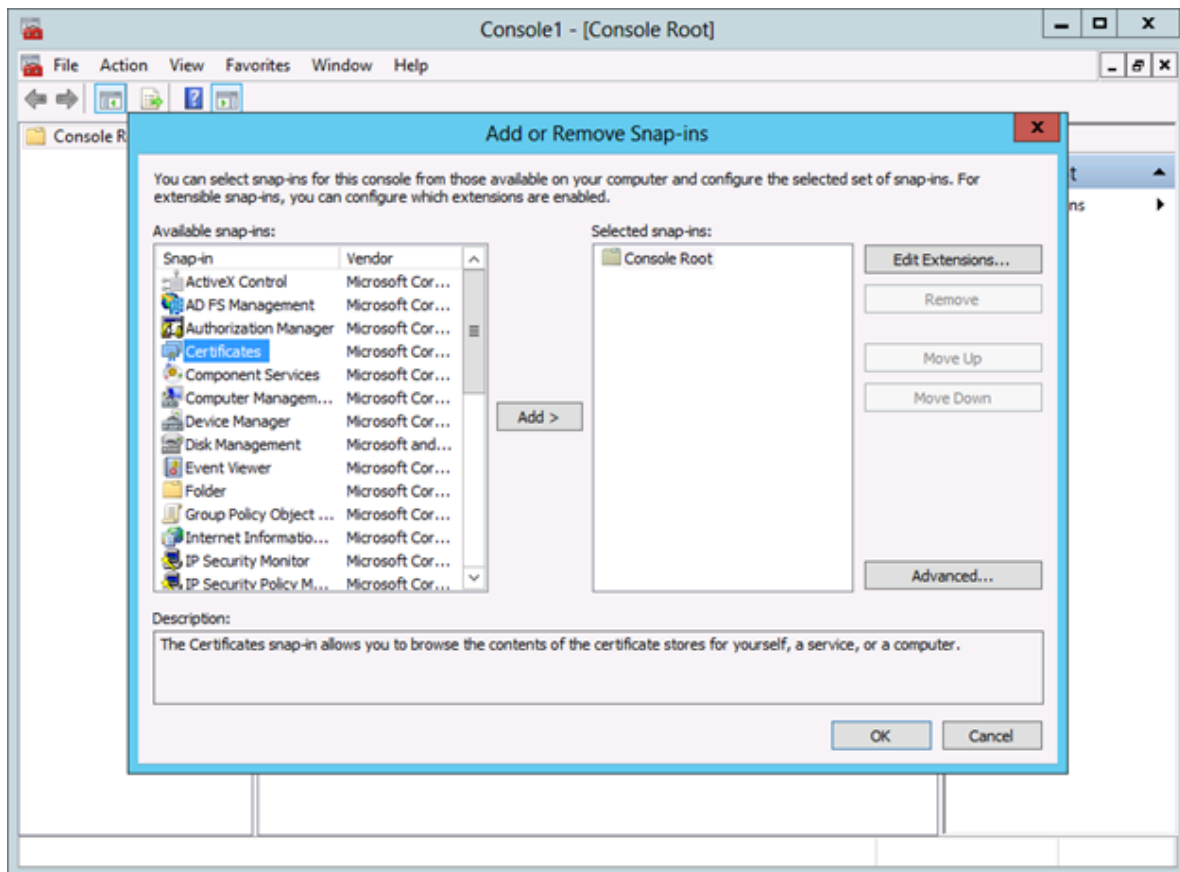 Console1 - [Console Root]
File Action View Favorites Window Help
Console R
Add or Remove Snap-ins
x
t
ns
You can select snap-ins for this console from those available on your computer and configure the selected set of snap-ins. For
extensible snap-ins, you can configure which extensions are enabled.
Available snap-ins:
Snap-in Vendor
ActiveX Control Microsoft Cor...
AD FS Management Microsoft Cor...
Authorization Manager Microsoft Cor...
Certificates Microsoft Cor...
Component Services Microsoft Cor...
Computer Managem... Microsoft Cor...
Device Manager Microsoft Cor...
Disk Management Microsoft and...
Event Viewer Microsoft Cor...
Folder Microsoft Cor...
Group Policy Object ... Microsoft Cor...
Internet Informatio... Microsoft Cor...
IP Security Monitor Microsoft Cor...
IP Security Policy M... Microsoft Cor...
Add >
Selected snap-ins:
Console Root
Edit Extensions...
Remove
Move Up
Move Down
Advanced...
Description:
The Certificates snap-in allows you to browse the contents of the certificate stores for yourself, a service, or a computer.
OK Cancel